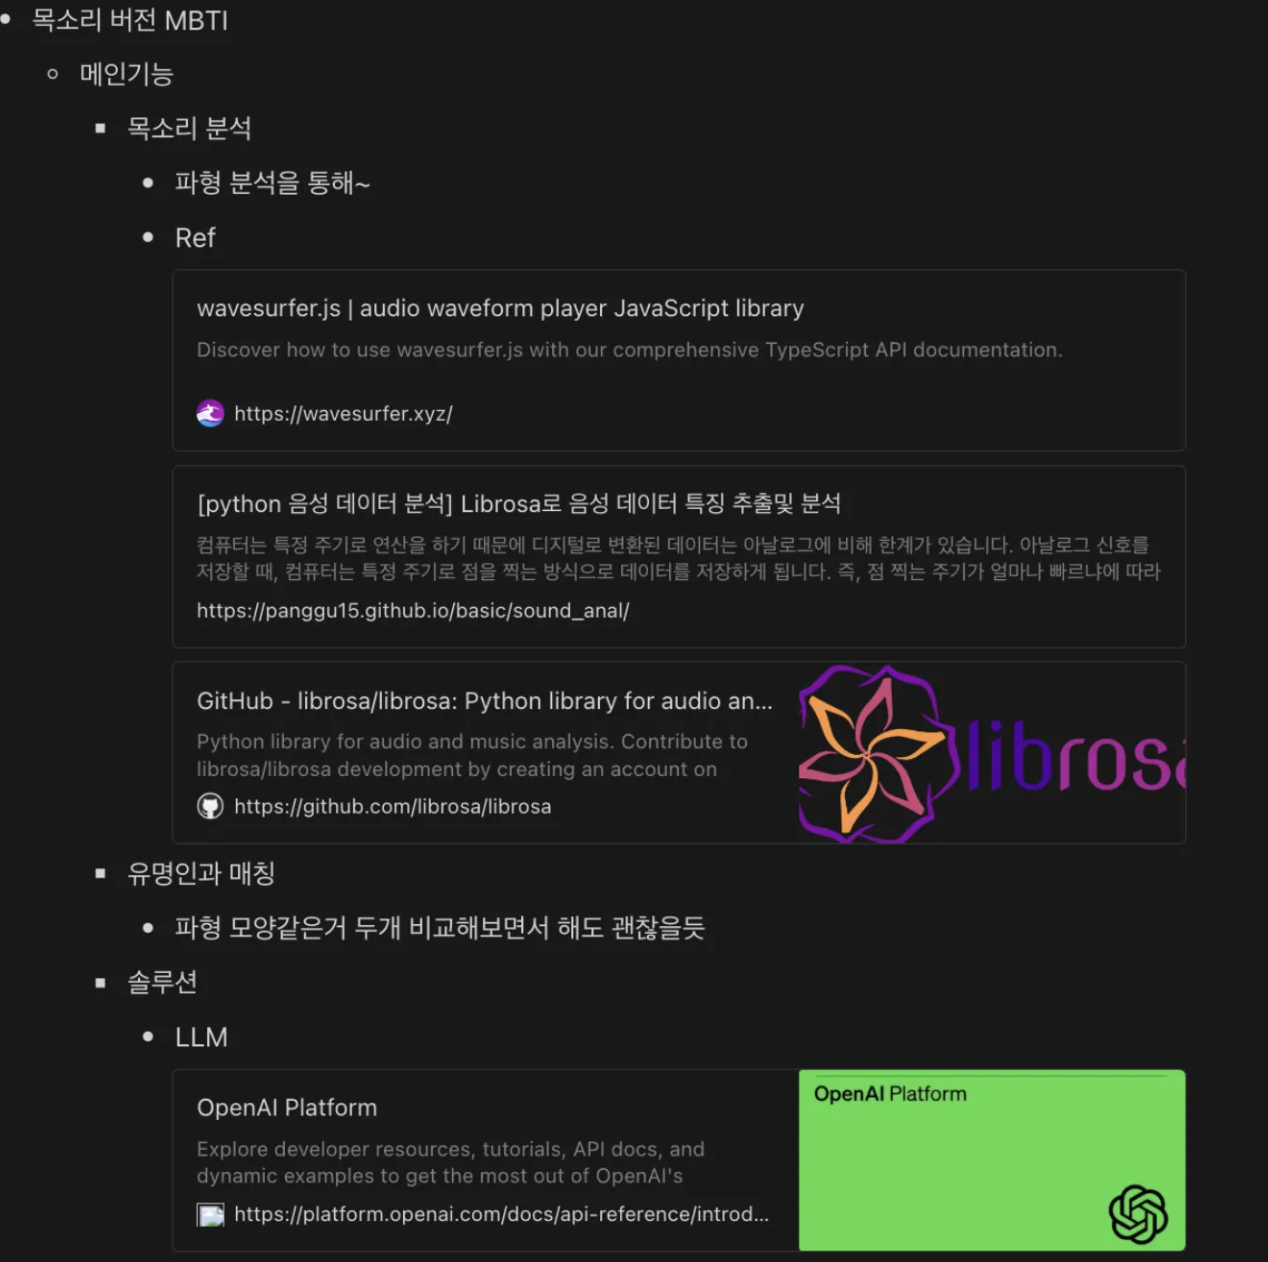 목소리 버전 MBTI
메인기능
목소리 분석
파형 분석을 통해~
Ref
wavesurfer.js | audio waveform player JavaScript library
Discover how to use wavesurfer.js with our comprehensive TypeScript API documentation.
https://wavesurfer.xyz/
[python 음성 데이터 분석] Librosa로 음성 데이터 특징 추출및 분석
컴퓨터는 특정 주기로 연산을 하기 때문에 디지털로 변환된 데이터는 아날로그에 비해 한계가 있습니다. 아날로그 신호를
저장할 때, 컴퓨터는 특정 주기로 점을 찍는 방식으로 데이터를 저장하게 됩니다. 즉, 점 찍는 주기가 얼마나 빠르냐에 따라
https://panggu15.github.io/basic/sound_anal/
GitHub - librosa/librosa: Python library for audio an...
Python library for audio and music analysis. Contribute to
librosa/librosa development by creating an account on
https://github.com/librosa/librosa
librosa
유명인과 매칭
파형 모양같은거 두개 비교해보면서 해도 괜찮을듯
솔루션
LLM
OpenAI Platform
Explore developer resources, tutorials, API docs, and
dynamic examples to get the most out of OpenAI's
https://platform.openai.com/docs/api-reference/introd...
OpenAI Platform